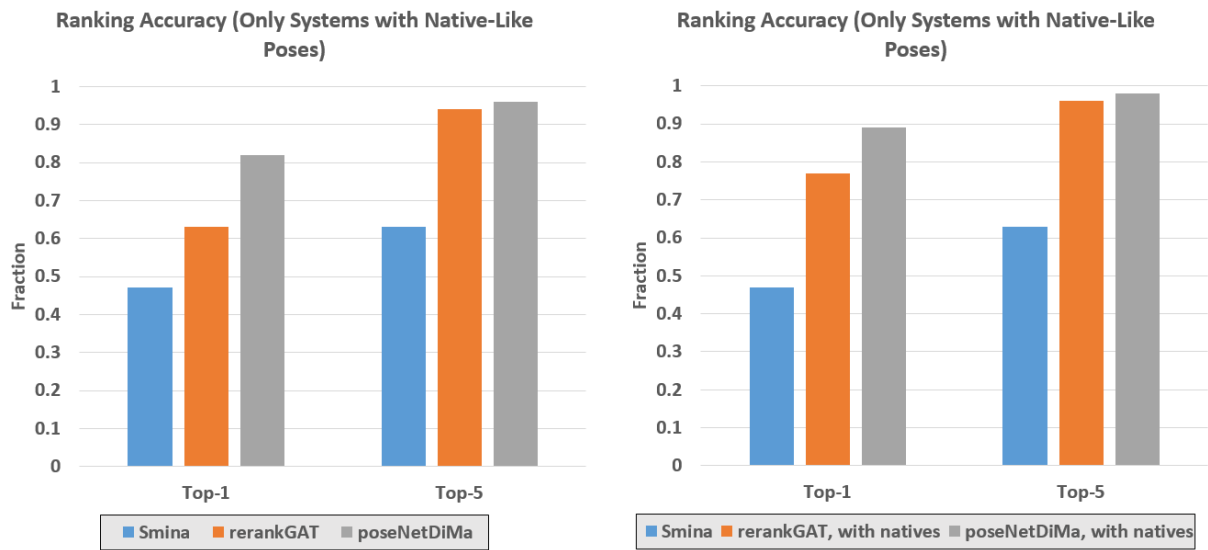 Ranking Accuracy (Only Systems with Native-Like
Poses)
1
0.9
0.8
0.7
0.6
0.5
0.4
0.3
0.2
0.1
0
Fraction
Top-1
Top-5
Smina
rerankGAT
poseNetDiMa
Ranking Accuracy (Only Systems with Native-Like
Poses)
1
0.9
0.8
0.7
0.6
0.5
0.4
0.3
0.2
0.1
0
Fraction
Top-1
Top-5
Smina
rerankGAT, with natives
poseNetDiMa, with natives